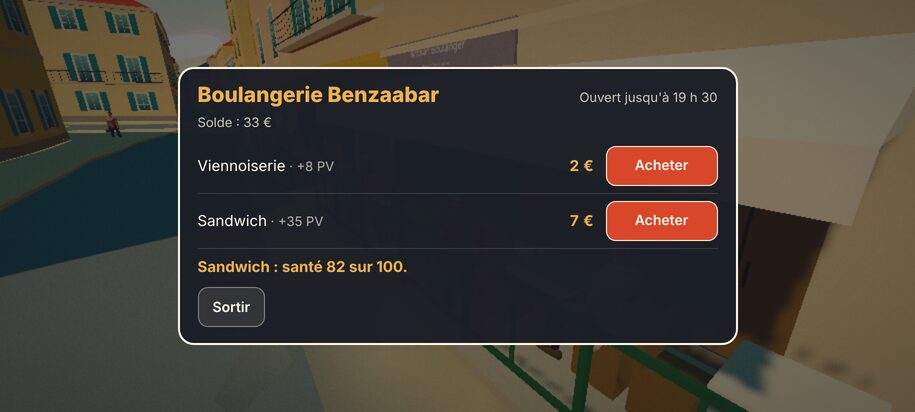 Boulangerie Benzaabar
Ouvert jusqu'à 19 h 30
Solde : 33 €
Viennoiserie · +8 PV
2 €
Acheter
Sandwich · +35 PV
7 €
Acheter
Sandwich : santé 82 sur 100.
Sortir